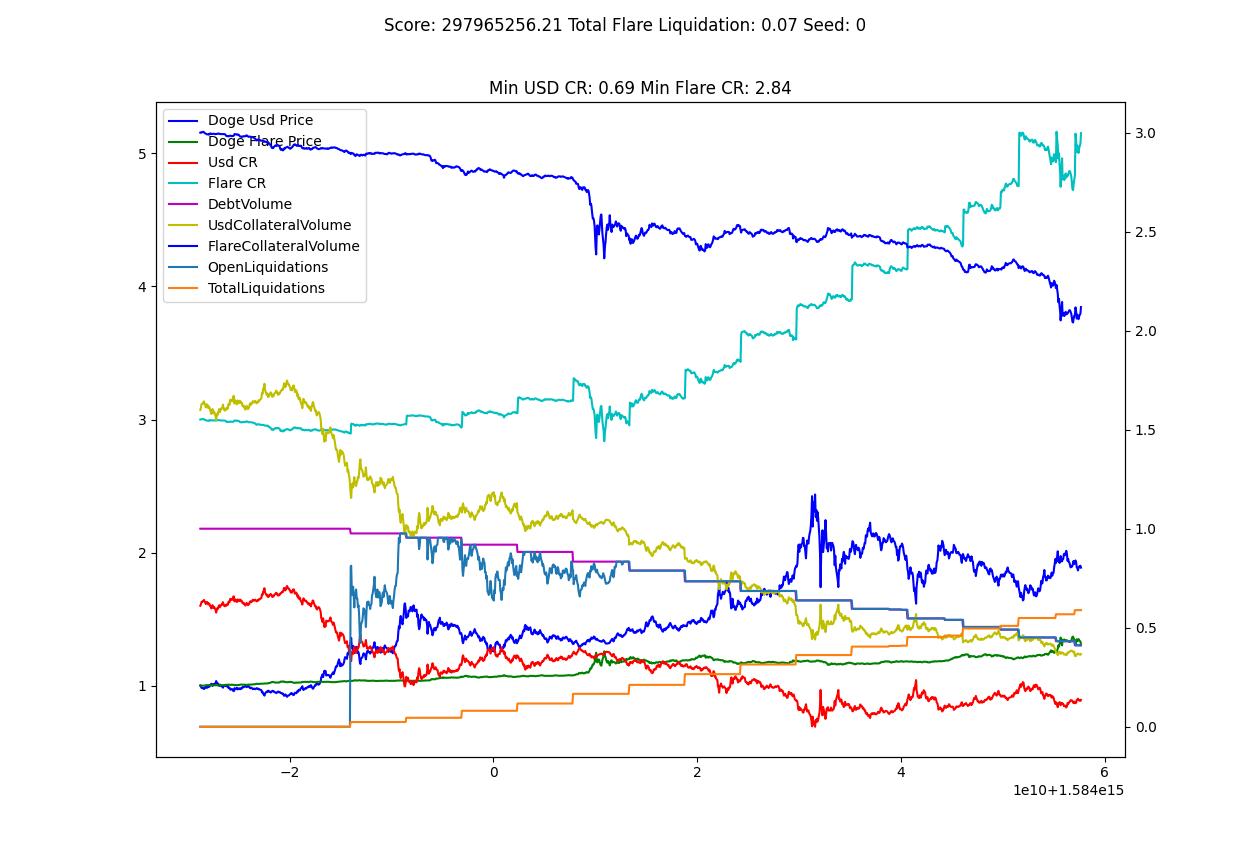 Score: 297965256.21 Total Flare Liquidation: 0.07 Seed: 0
Min USD CR: 0.69 Min Flare CR: 2.84
Doge Usd Price
Doge Flare Price
Usd CR
Flare CR
DebtVolume
UsdCollateralVolume
FlareCollateralVolume
OpenLiquidations
TotalLiquidations
5
4
3
2
1
3.0
2.5
2.0
1.5
1.0
0.5
0.0
−2
0
2
4
6
1e10+1.584e15